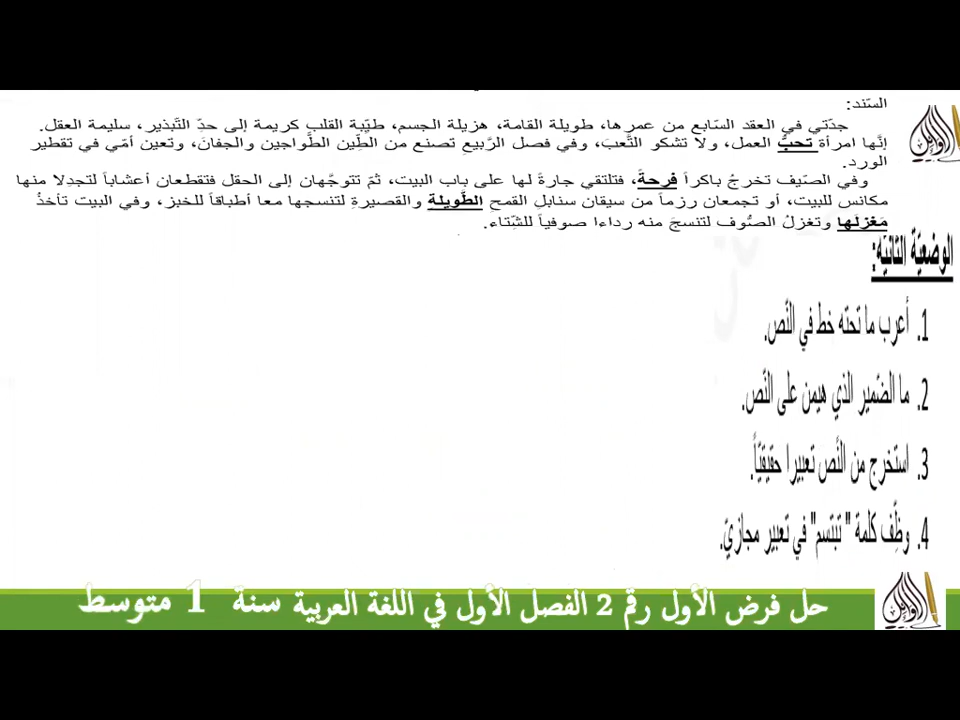 السّند:
جدّتي في العقد السّابع من عمرها، طويلة القامة، هزيلة الجسم، طيّبة القلب كريمة إلى حدّ التّبذير، سليمة العقل.
إنّها امرأة تحبُّ العمل، ولا تشكو التّعبَ، وفي فصل الرّبيعِ تصنع من الطّين الطّواجين والجفان، وتعين أمّي في تقطير
الورد.
وفي الصّيف تخرجُ باكراً فرحةً، فتلتقي جارةً لها على باب البيت، ثمّ تتوجَّهان إلى الحقل فتقطعان أعشاباً لتجدِلا منها
مكانس للبيت، أو تجمعان رزماً من سيقان سنابلِ القمحِ الطّويلة والقصيرةِ لتنسجها معا أطباقاً للخبز، وفي البيت تأخذُ
مَغزلَها وتغزلُ الصُّوف لتنسجَ منه رداءا صوفياً للشِّتاء.
الوضعيّة الثانيّة:
1. أعرب ما تحته خط في النّص.
2. ما الضّمير الذي هيمن على النّص.
3. استخرج من النّص تعبيرا حقيقيّاً.
4. وظِّف كلمة " تبتسم" في تعبير مجازيّ.
حل فرض الأول رقم 2 الفصل الأول في اللغة العربية سنة 1 متوسط
الأوائل